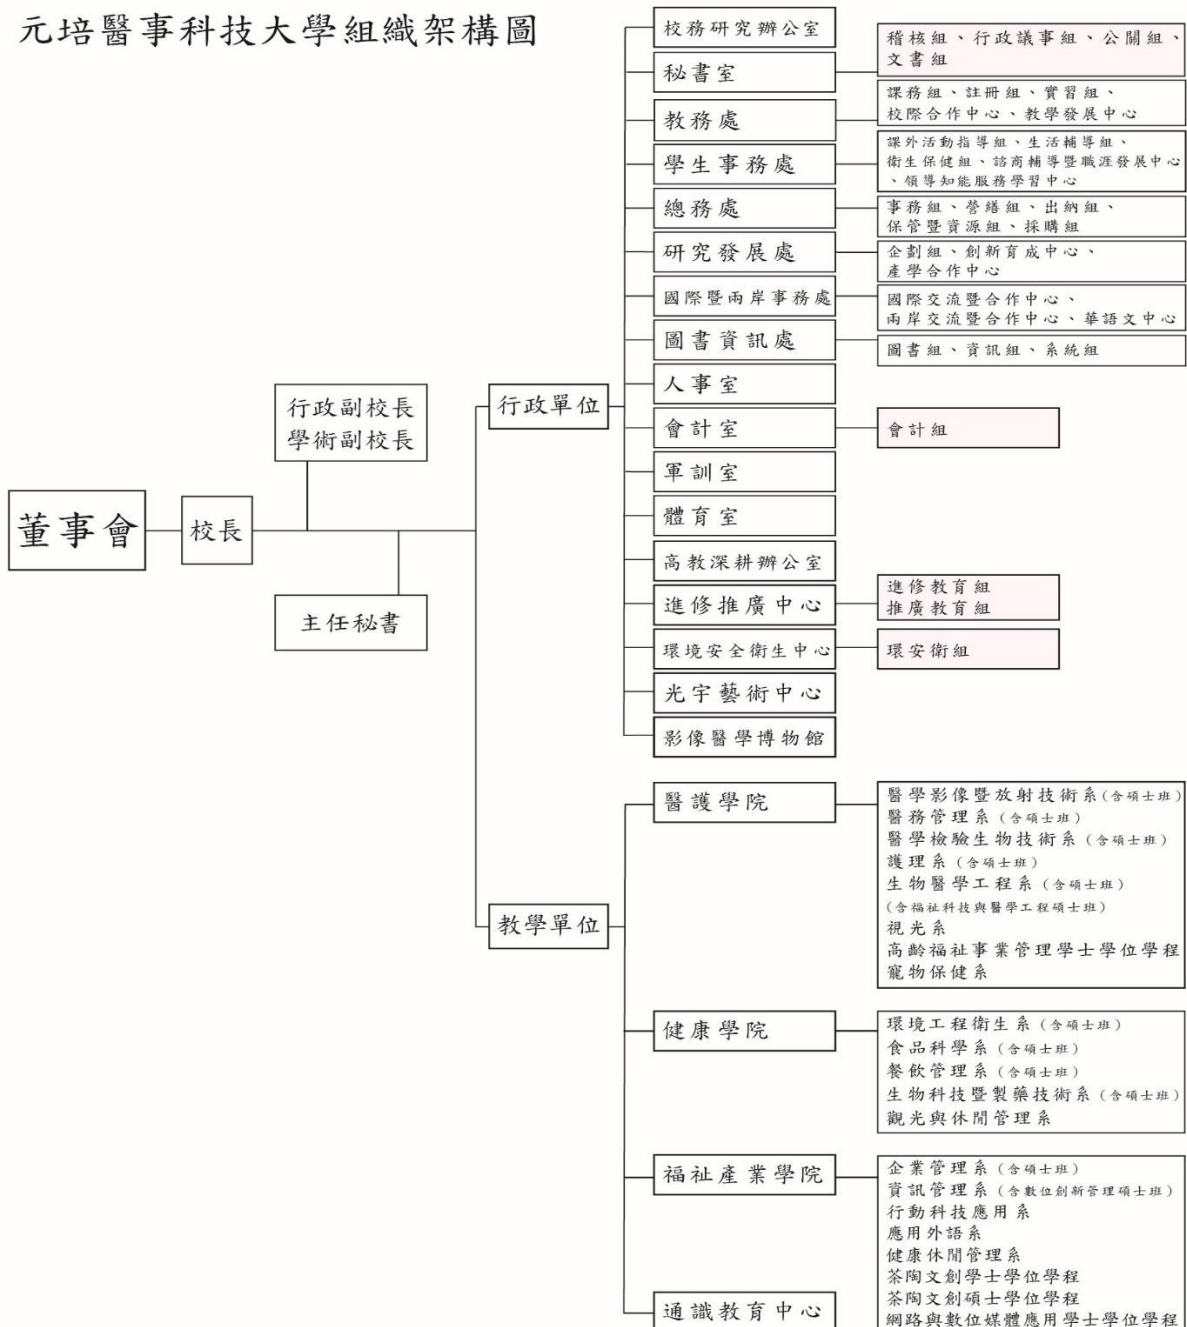 元培醫事科技大學組織架構圖
董事會
校長
行政副校長
學術副校長
主任秘書
行政單位
校務研究辦公室
秘書室
稽核組、行政議事組、公關組、
文書組
教務處
課務組、註冊組、實習組、
校際合作中心、教學發展中心
學生事務處
課外活動指導組、生活輔導組、
衛生保健組、諮商輔導暨職涯發展中心
、領導知能服務學習中心
總務處
事務組、營繕組、出納組、
保管暨資源組、採購組
研究發展處
企劃組、創新育成中心、
產學合作中心
國際暨兩岸事務處
國際交流暨合作中心、
兩岸交流暨合作中心、華語文中心
圖書資訊處
圖書組、資訊組、系統組
人事室
會計室
會計組
軍訓室
體育室
高教深耕辦公室
進修推廣中心
進修教育組
推廣教育組
環境安全衛生中心
環安衛組
光宇藝術中心
影像醫學博物館
教學單位
醫護學院
醫學影像暨放射技術系(含碩士班)
醫務管理系(含碩士班)
醫學檢驗生物技術系(含碩士班)
護理系(含碩士班)
生物醫學工程系(含碩士班)
(含福祉科技與醫學工程碩士班)
視光系
高齡福祉事業管理學士學位學程
寵物保健系
健康學院
環境工程衛生系(含碩士班)
食品科學系(含碩士班)
餐飲管理系(含碩士班)
生物科技暨製藥技術系(含碩士班)
觀光與休閒管理系
福祉產業學院
企業管理系(含碩士班)
資訊管理系(含數位創新管理碩士班)
行動科技應用系
應用外語系
健康休閒管理系
茶陶文創學士學位學程
茶陶文創碩士學位學程
網路與數位媒體應用學士學位學程
通識教育中心